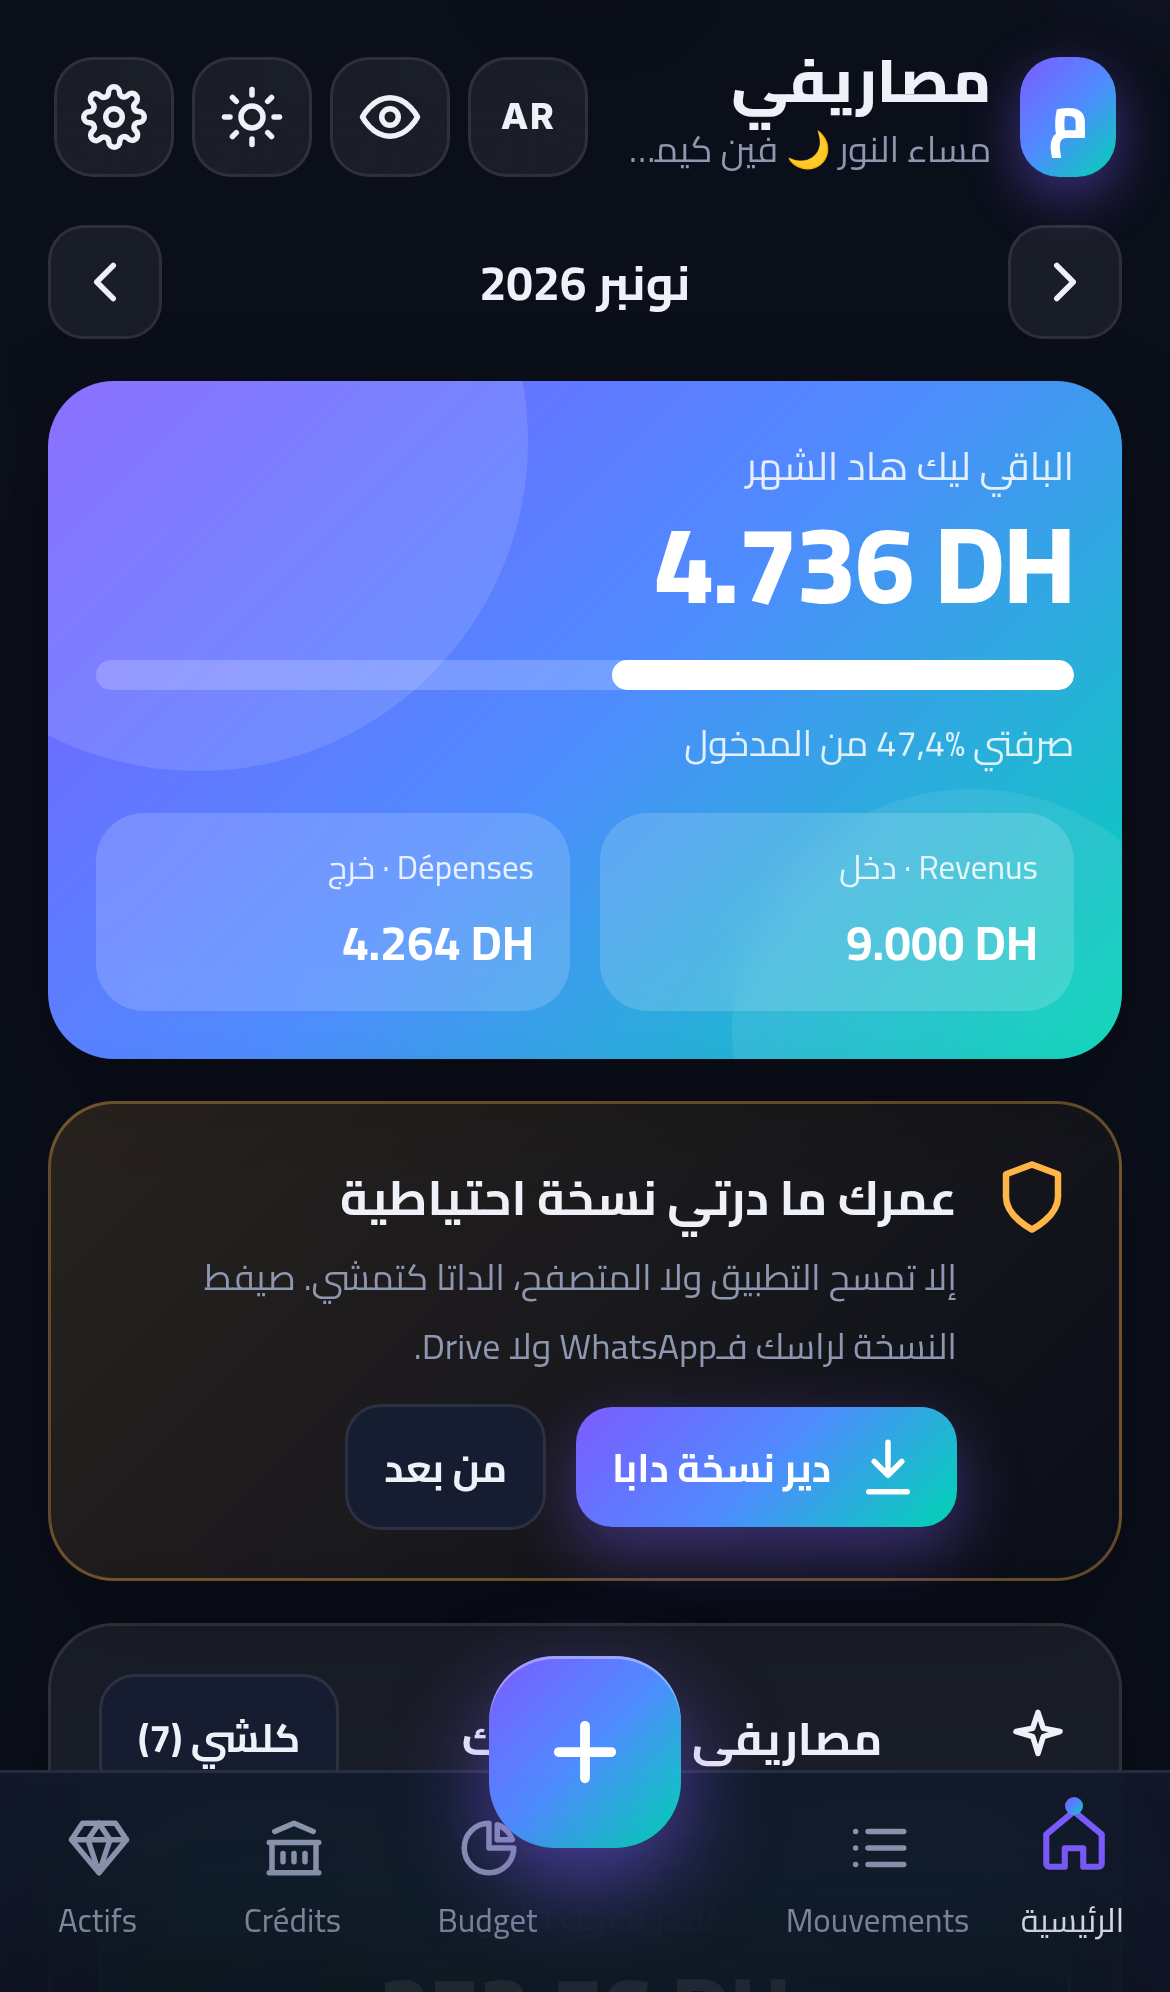 م
مصاريفي
AR
مساء النور 🌙 فين كيمـ...
نونبر 2026
الباقي ليك هاد الشهر
4.736 DH
صرفتي 47,4% من المدخول
Revenus · دخل
Dépenses · خرج
9.000 DH
4.264 DH
عمرك ما درتي نسخة احتياطية
إلا تمسح التطبيق ولا المتصفح، الداتا كتمشي. صيفط
النسخة لراسك فـWhatsApp ولا Drive.
دير نسخة دابا
من بعد
مصاريفي
كلشي (7)
الرئيسية
Mouvements
Budget
Crédits
Actifs